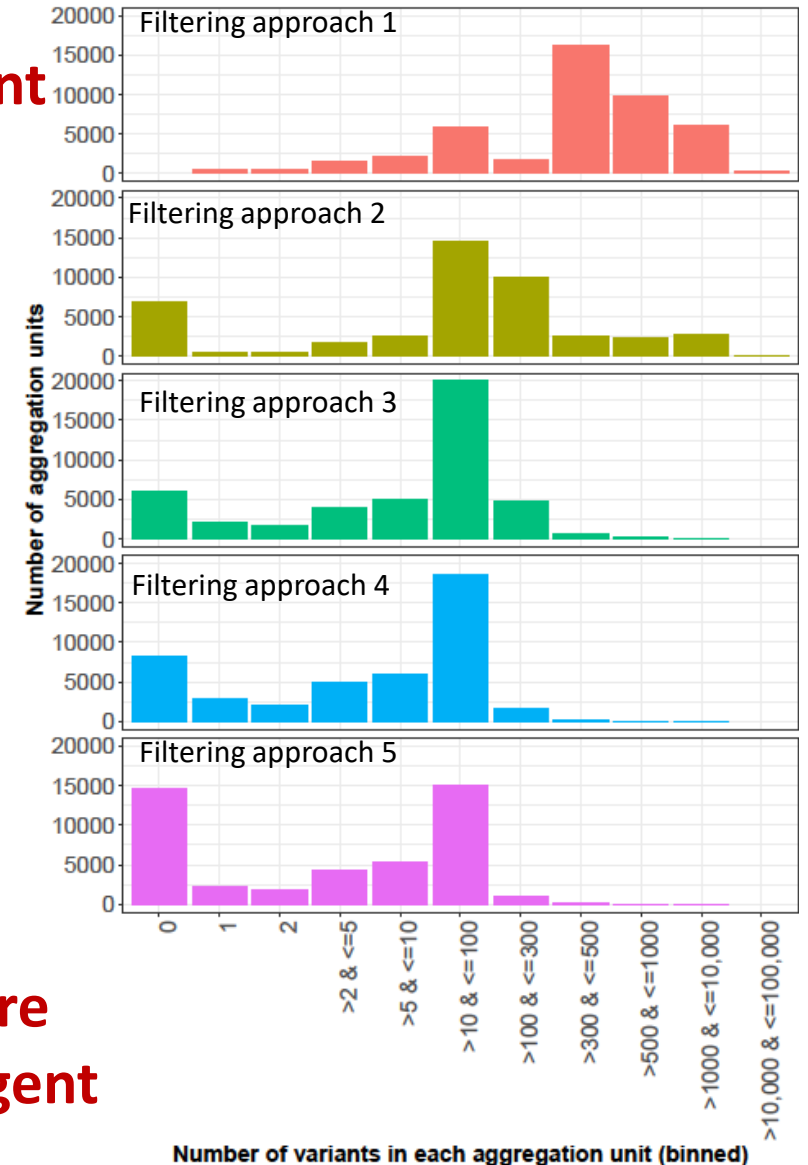 nt
Filtering approach 1
20000
15000
10000
5000
0
Filtering approach 2
20000
15000
10000
5000
0
Filtering approach 3
20000
15000
10000
5000
0
Filtering approach 4
20000
15000
10000
5000
0
Filtering approach 5
20000
15000
10000
5000
0
Number of aggregation units
0
1
2
>2 & <=5
>5 & <=10
>10 & <=100
>100 & <=300
>300 & <=500
>500 & <=1000
>1000 & <=10,000
>10,000 & <=100,000
re
gent
Number of variants in each aggregation unit (binned)